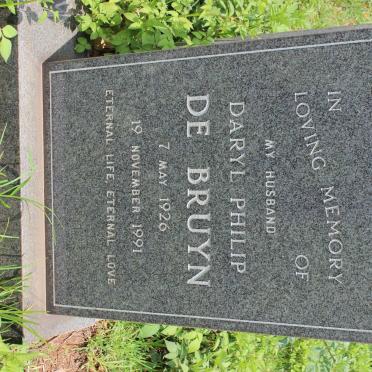 IN
LOVING MEMORY
OF
MY HUSBAND
DARYL PHILIP
DE BRUYN
7 MAY 1926
19 NOVEMBER 1991
ETERNAL LIFE, ETERNAL LOVE